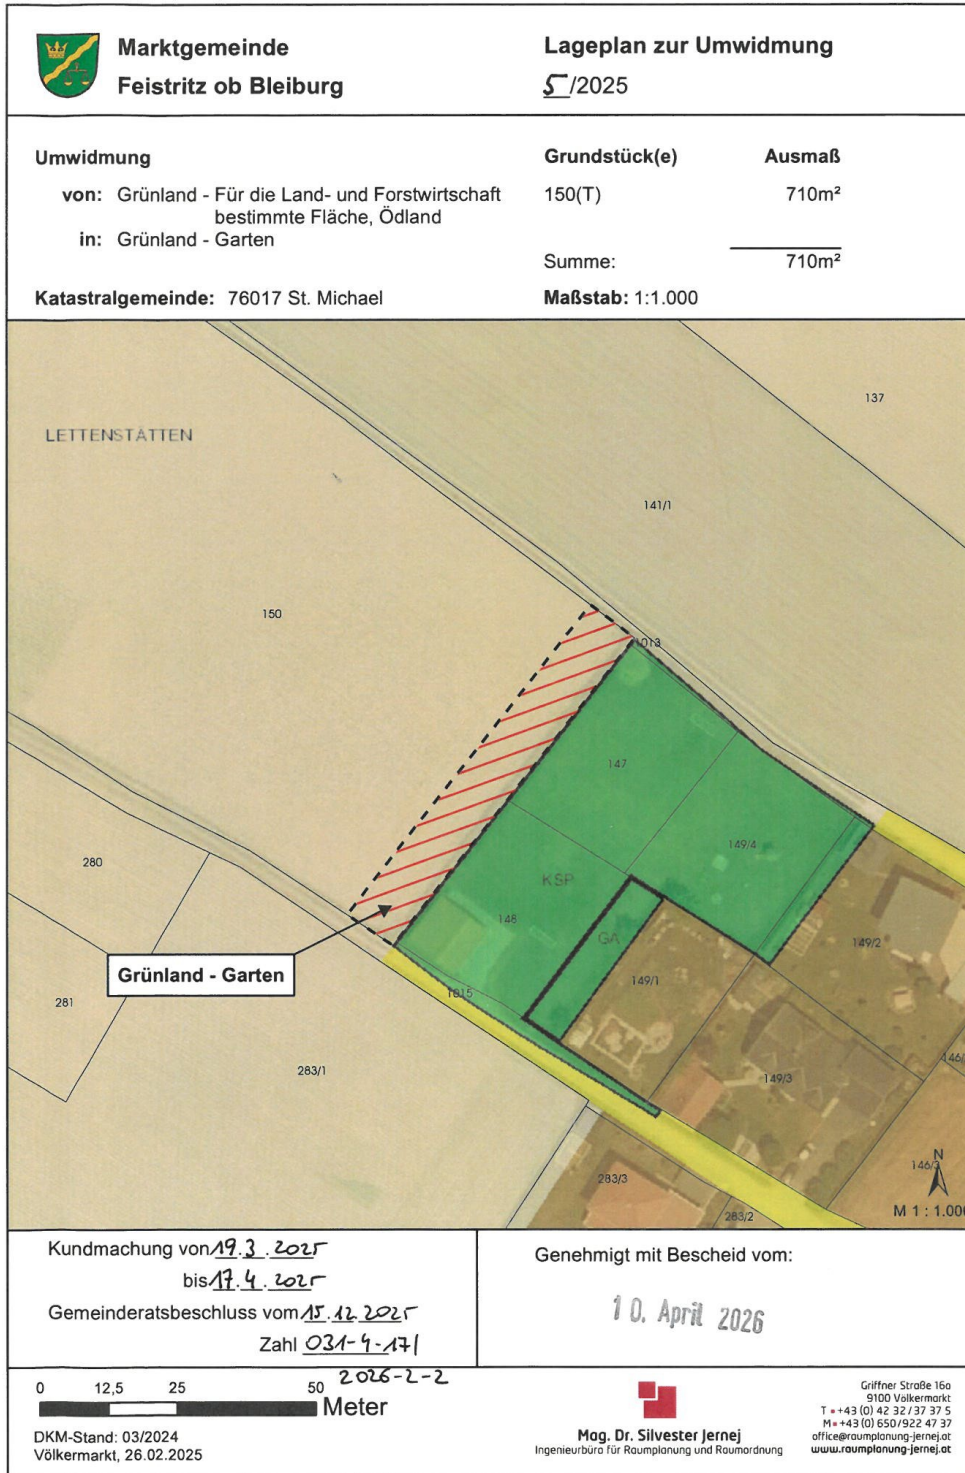 Marktgemeinde
Feistritz ob Bleiburg
Lageplan zur Umwidmung
5/2025
Umwidmung
von: Grünland - Für die Land- und Forstwirtschaft
bestimmte Fläche, Ödland
in: Grünland - Garten
Katastralgemeinde: 76017 St. Michael
Grundstück(e) Ausmaß
150(T) 710m²
Summe: 710m²
Maßstab: 1:1.000
137
LETTENSTÄTTEN
141/1
150
1013
147
280
149/4
KSP
148
GA
149/2
Grünland - Garten
149/1
281
1015
283/1
149/3
146/
283/3
146/3
N
283/2
M 1 : 1.000
Kundmachung von 19.3.2025
bis 17.4.2025
Gemeinderatsbeschluss vom 15.12.2025
Zahl 031-4-17/
2026-2-2
Genehmigt mit Bescheid vom:
10. April 2026
0 12,5 25 50
Meter
DKM-Stand: 03/2024
Völkermarkt, 26.02.2025
Mag. Dr. Silvester Jernej
Ingenieurbüro für Raumplanung und Raumordnung
Griffner Straße 16a
9100 Völkermarkt
T +43 (0) 42 32 / 37 37 5
M +43 (0) 650 / 922 47 37
office@raumplanung-jernej.at
www.raumplanung-jernej.at